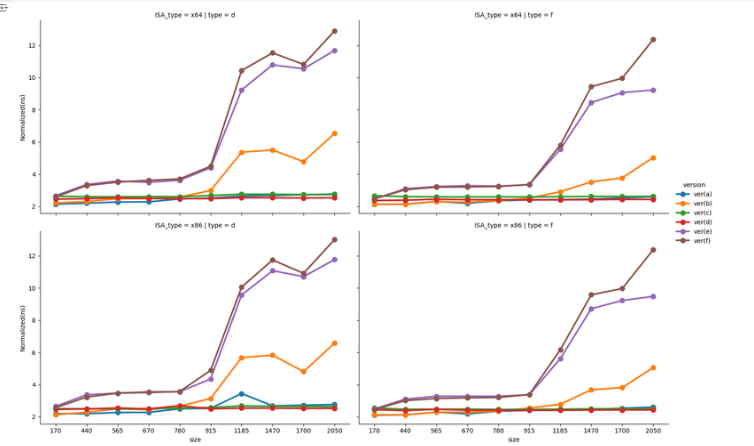 ISA_type = x64 | type = d
ISA_type = x64 | type = f
12
10
8
6
4
2
Normalized(ns)
version
ver(a)
ver(b)
ver(c)
ver(d)
ver(e)
ver(f)
ISA_type = x86 | type = d
ISA_type = x86 | type = f
12
10
8
6
4
2
Normalized(ns)
170 440 565 670 780 915 1185 1470 1700 2050
170 440 565 670 780 915 1185 1470 1700 2050
size
size